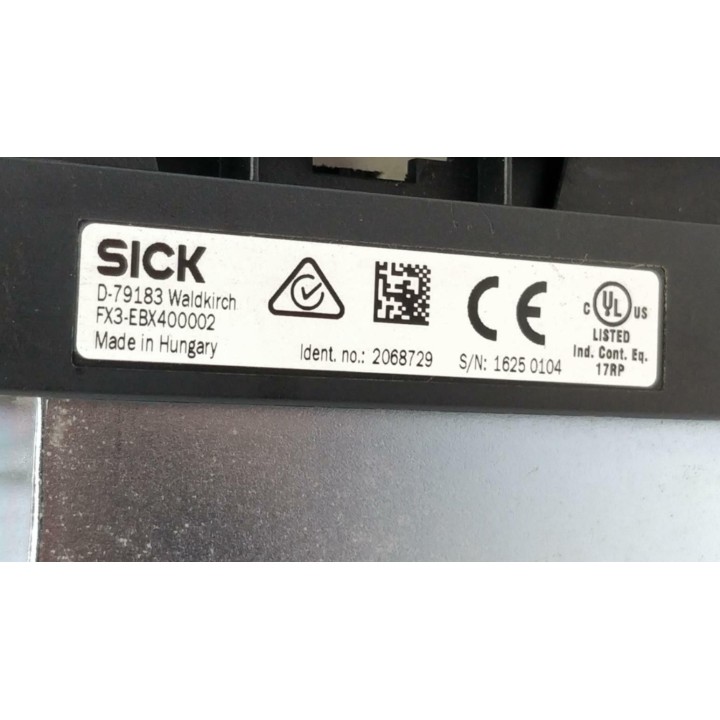 SICK
D-79183 Waldkirch
FX3-EBX400002
Made in Hungary
Ident. no.: 2068729
S/N: 1625 0104
CE
C UL US
LISTED
Ind. Cont. Eq.
17RP